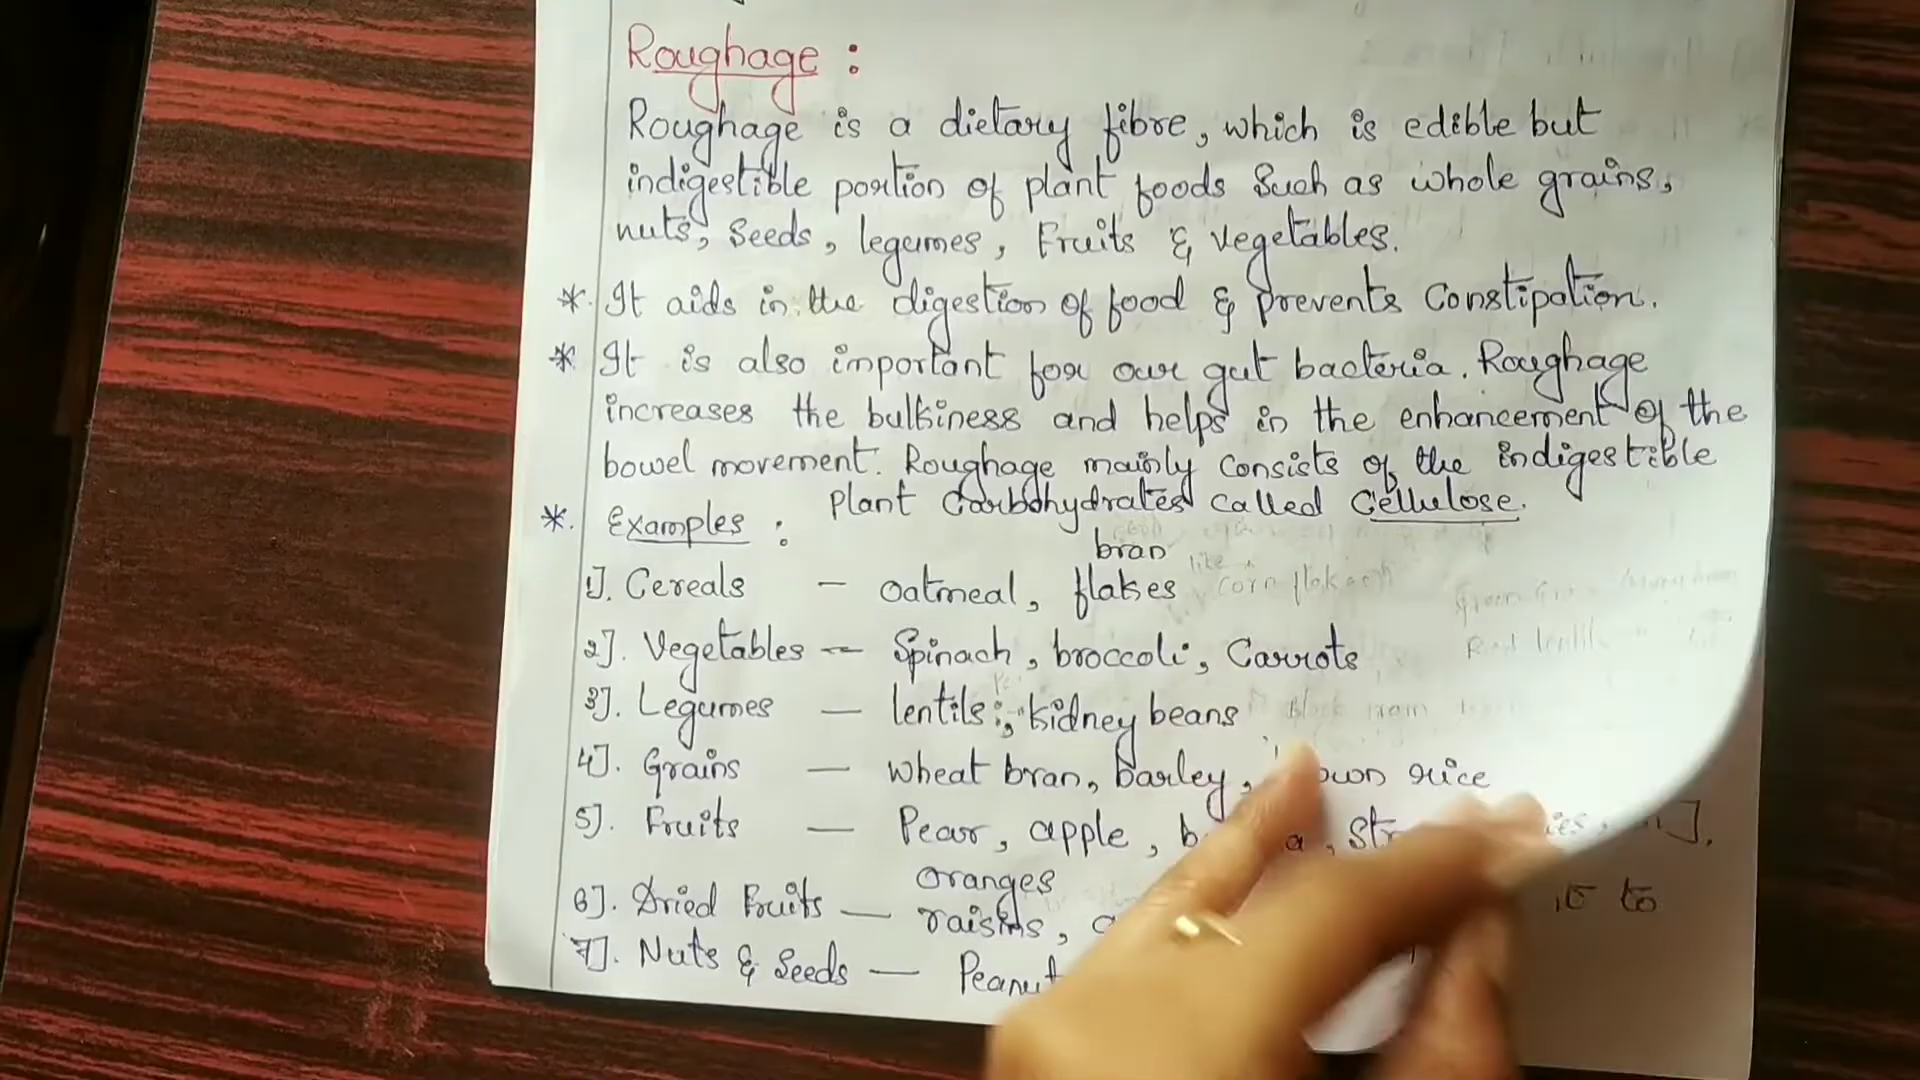 Roughage :
Roughage is a dietary fibre, which is edible but
indigestible portion of plant foods such as whole grains,
nuts, Seeds, legumes, Fruits & vegetables.
*. It aids in the digestion of food & prevents Constipation.
* It is also important for our gut bacteria. Roughage
increases the bulkiness and helps in the enhancement of the
bowel movement. Roughage mainly consists of the indigestible
plant Carbohydrates called Cellulose.
*. Examples :
bran
1]. Cereals — oatmeal, flakes
2]. Vegetables — Spinach, broccoli, Carrots
3]. Legumes — lentils, kidney beans
4]. Grains — wheat bran, barley, rice
5]. Fruits — Pear, apple,
oranges
6]. Dried Fruits — raisins, to
7]. Nuts & Seeds —